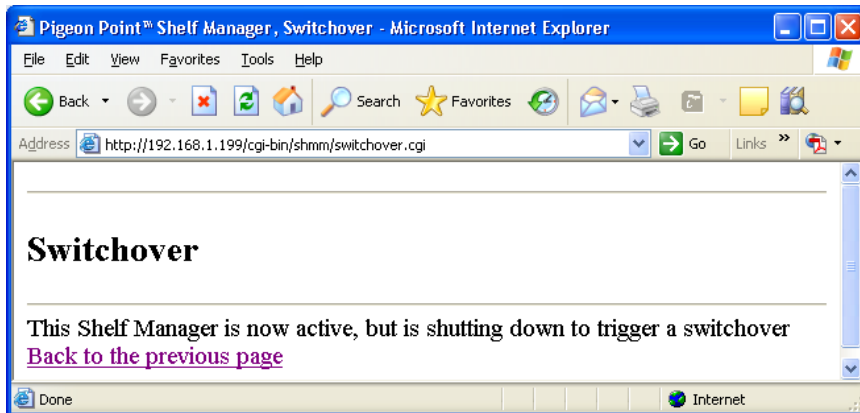 Pigeon Point™ Shelf Manager, Switchover - Microsoft Internet Explorer
File Edit View Favorites Tools Help
Back Search Favorites
Address http://192.168.1.199/cgi-bin/shmm/switchover.cgi Go Links »
Switchover
This Shelf Manager is now active, but is shutting down to trigger a switchover
Back to the previous page
Done Internet